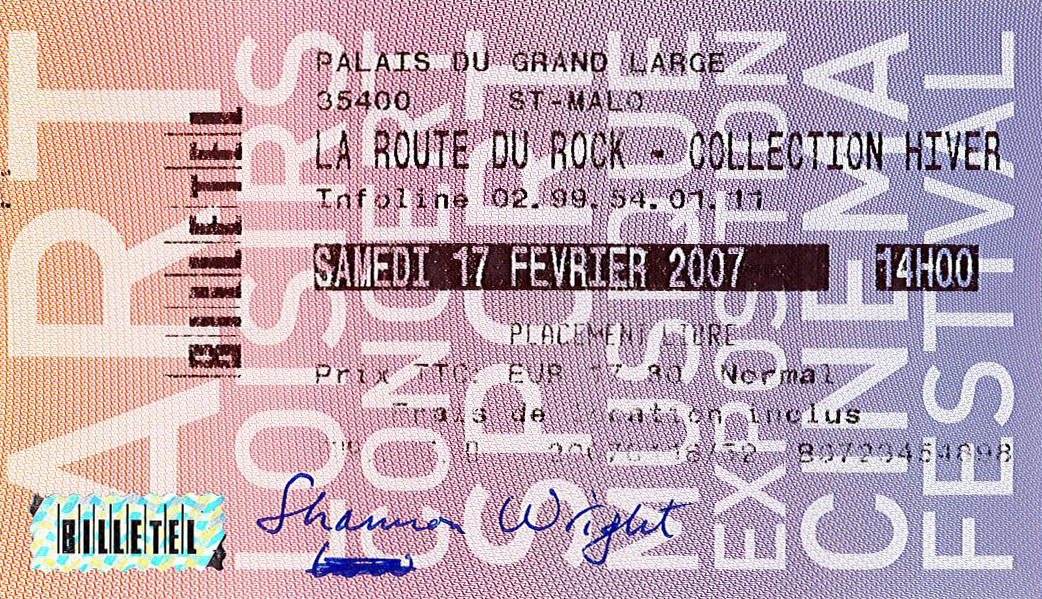 PALAIS DU GRAND LARGE
35400 ST-MALO
LA ROUTE DU ROCK - COLLECTION HIVER
Infoline 02.99.54.01.11
SAMEDI 17 FEVRIER 2007 14H00
PLACEMENT LIBRE
Prix TTC: EUR Normal
Frais de location inclus
BILLETEL
ART
LOISIRS
CONCERT
SPORT
MUSIQUE
EXPOSITION
CINEMA
FESTIVAL
BILLETEL
Shannon Wright